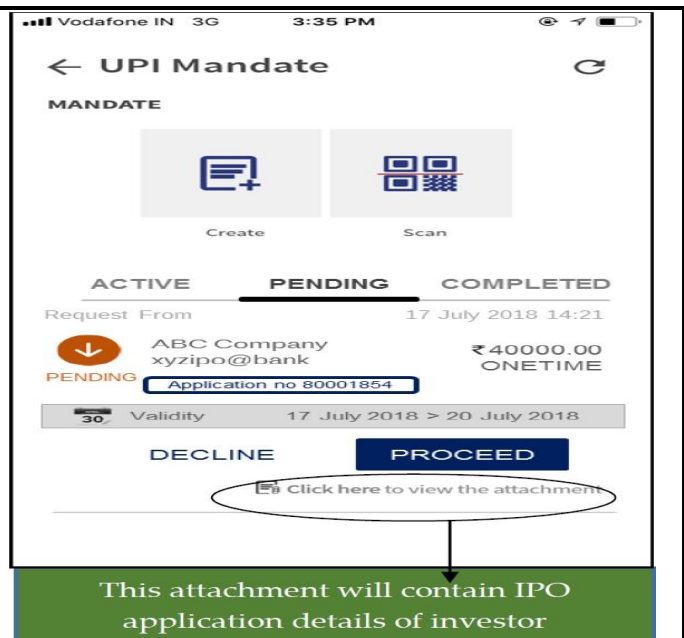 Vodafone IN 3G 3:35 PM
← UPI Mandate
MANDATE
Create Scan
ACTIVE PENDING COMPLETED
Request From 17 July 2018 14:21
ABC Company ₹40000.00
xyzipo@bank ONETIME
PENDING
Application no 80001854
30 Validity 17 July 2018 > 20 July 2018
DECLINE PROCEED
Click here to view the attachment
This attachment will contain IPO
application details of investor